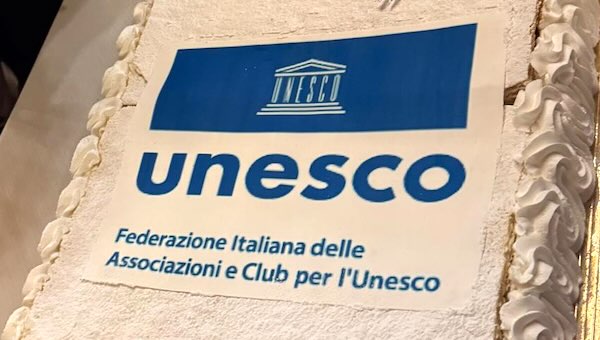 UNESCO
unesco
Federazione Italiana delle
Associazioni e Club per l'Unesco